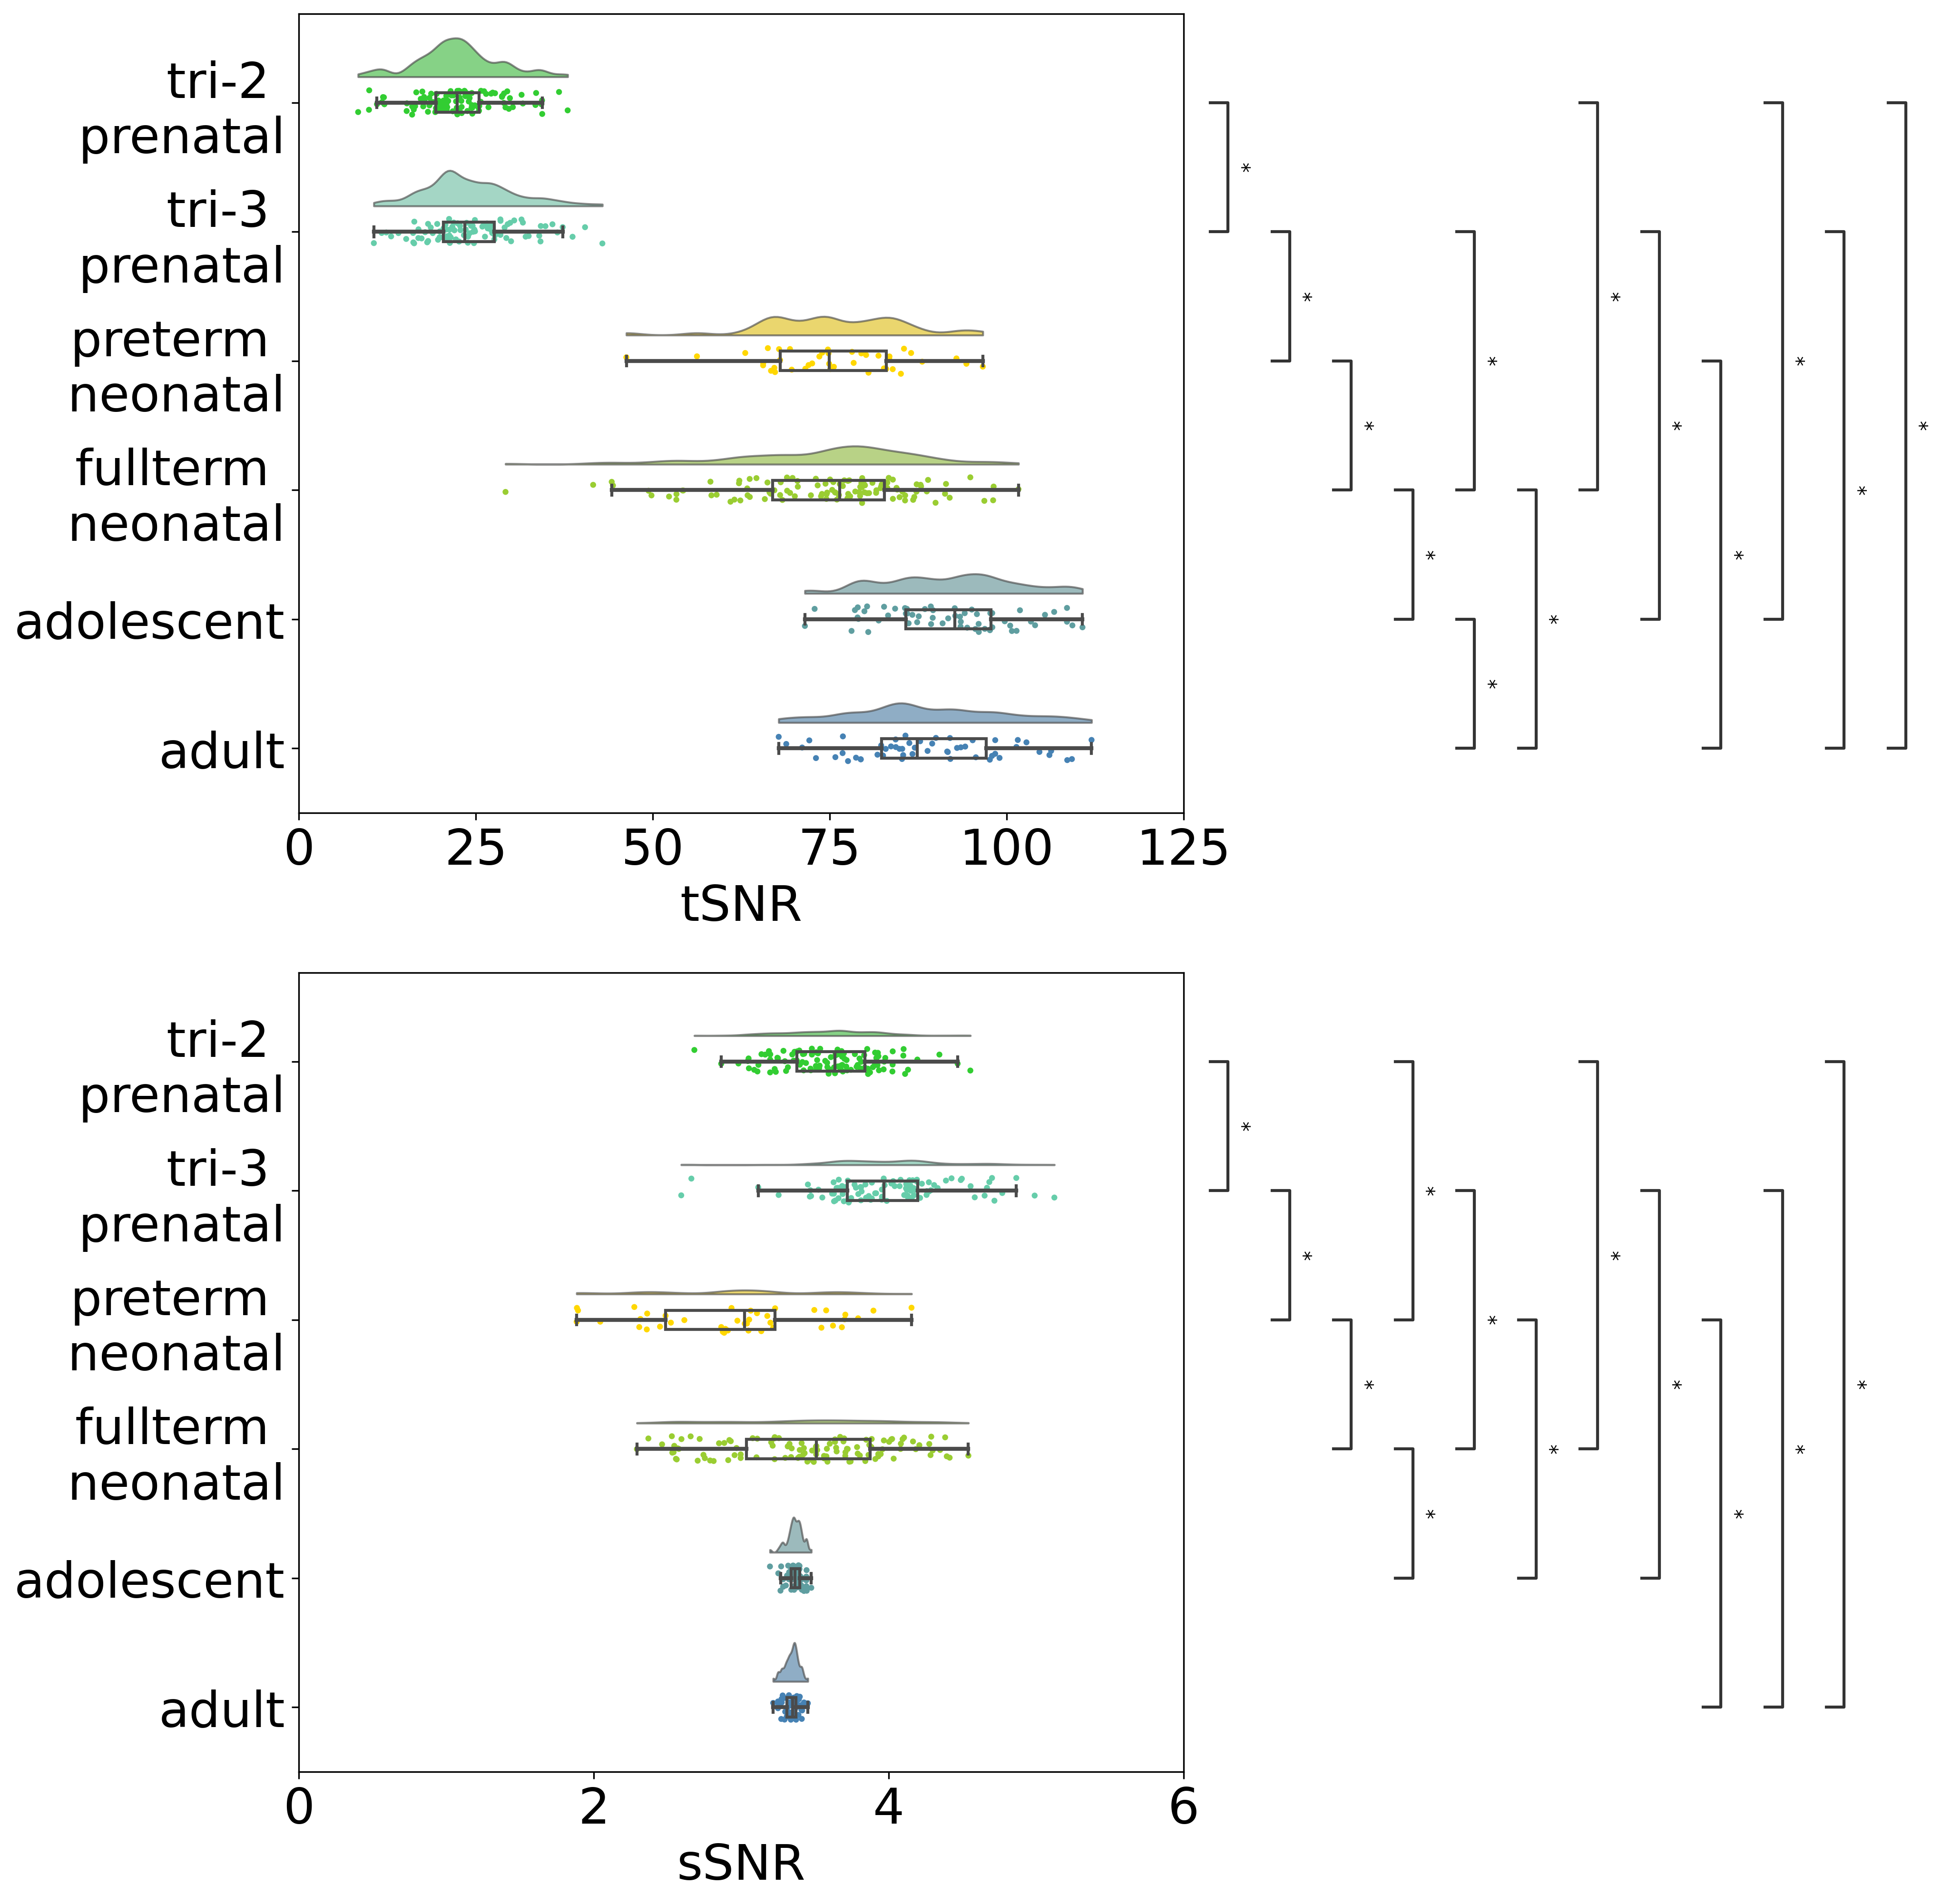 tri-2
prenatal
tri-3
prenatal
preterm
neonatal
fullterm
neonatal
adolescent
adult
0 25 50 75 100 125
tSNR
* * * * * * * * * * * * *
tri-2
prenatal
tri-3
prenatal
preterm
neonatal
fullterm
neonatal
adolescent
adult
0 2 4 6
sSNR
* * * * * * * * * * * *